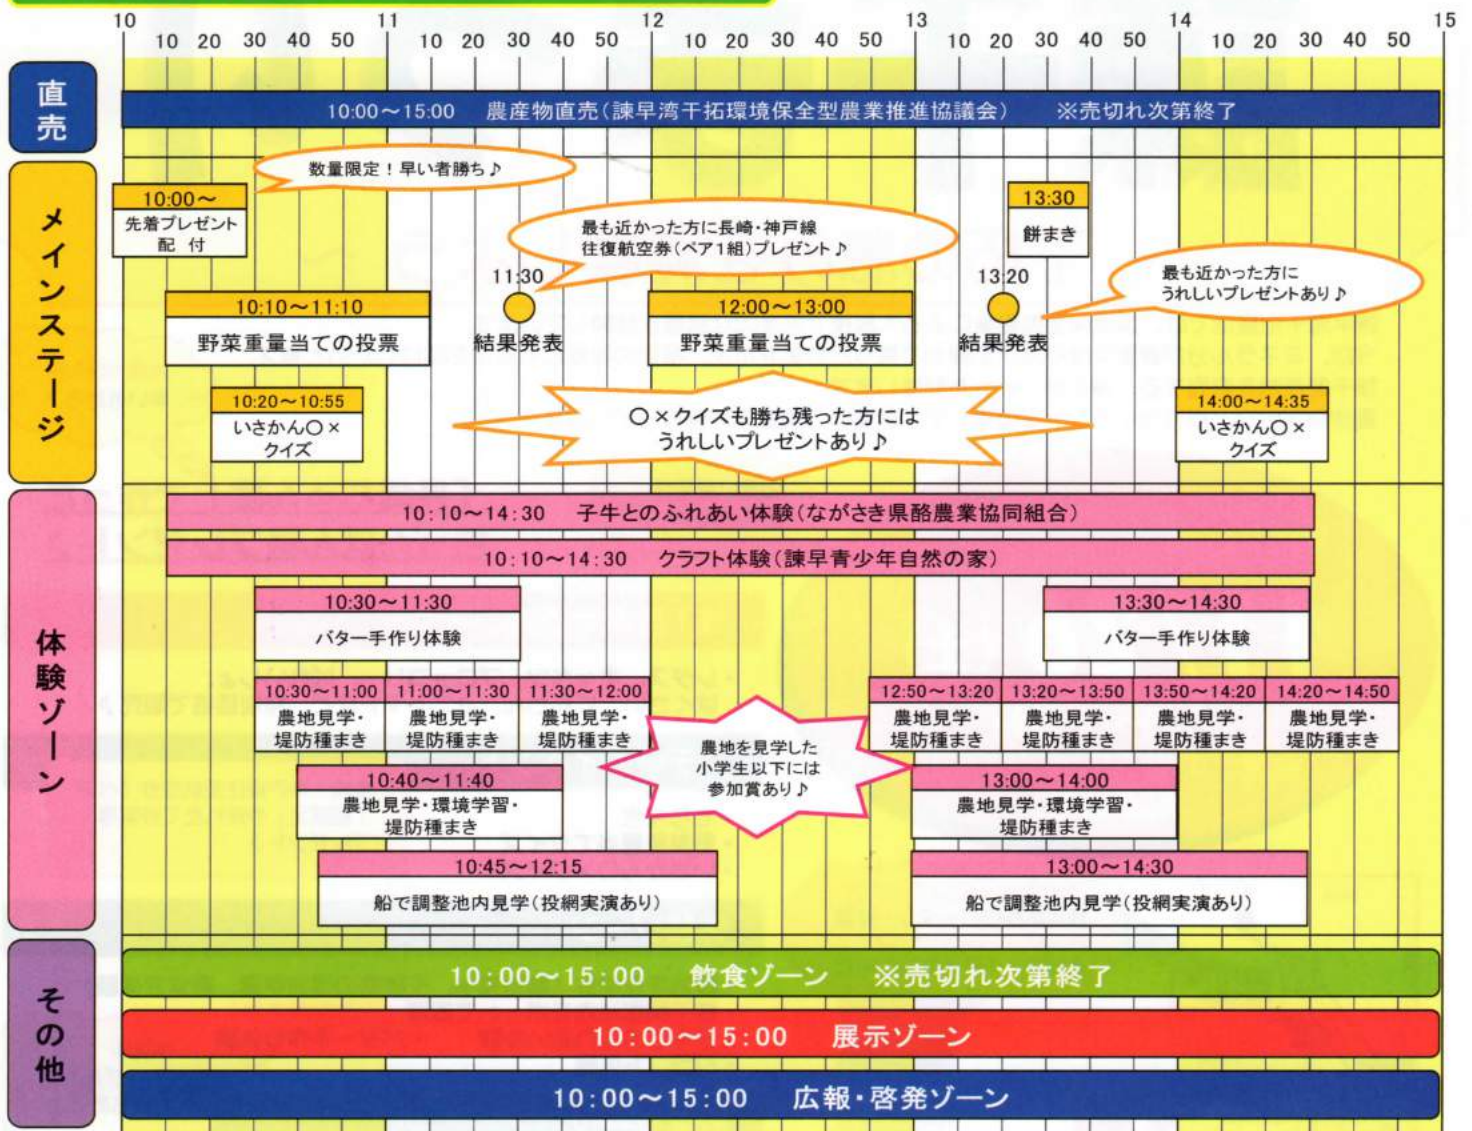 10 11 12 13 14 15
10 20 30 40 50 10 20 30 40 50 10 20 30 40 50 10 20 30 40 50 10 20 30 40 50
直売
10:00～15:00 農産物直売(諫早湾干拓環境保全型農業推進協議会) ※売切れ次第終了
メインステージ
数量限定！早い者勝ち♪
10:00～
先着プレゼント
配 付
最も近かった方に長崎・神戸線
往復航空券(ペア1組)プレゼント♪
13:30
餅まき
最も近かった方に
うれしいプレゼントあり♪
10:10～11:10
野菜重量当ての投票
11:30
結果発表
12:00～13:00
野菜重量当ての投票
13:20
結果発表
10:20～10:55
いさかん〇×
クイズ
〇×クイズも勝ち残った方には
うれしいプレゼントあり♪
14:00～14:35
いさかん〇×
クイズ
体験ゾーン
10:10～14:30 子牛とのふれあい体験(ながさき県酪農業協同組合)
10:10～14:30 クラフト体験(諫早青少年自然の家)
10:30～11:30
バター手作り体験
13:30～14:30
バター手作り体験
10:30～11:00
農地見学・
堤防種まき
11:00～11:30
農地見学・
堤防種まき
11:30～12:00
農地見学・
堤防種まき
農地を見学した
小学生以下には
参加賞あり♪
12:50～13:20
農地見学・
堤防種まき
13:20～13:50
農地見学・
堤防種まき
13:50～14:20
農地見学・
堤防種まき
14:20～14:50
農地見学・
堤防種まき
10:40～11:40
農地見学・環境学習・
堤防種まき
13:00～14:00
農地見学・環境学習・
堤防種まき
10:45～12:15
船で調整池内見学(投網実演あり)
13:00～14:30
船で調整池内見学(投網実演あり)
その他
10:00～15:00 飲食ゾーン ※売切れ次第終了
10:00～15:00 展示ゾーン
10:00～15:00 広報・啓発ゾーン